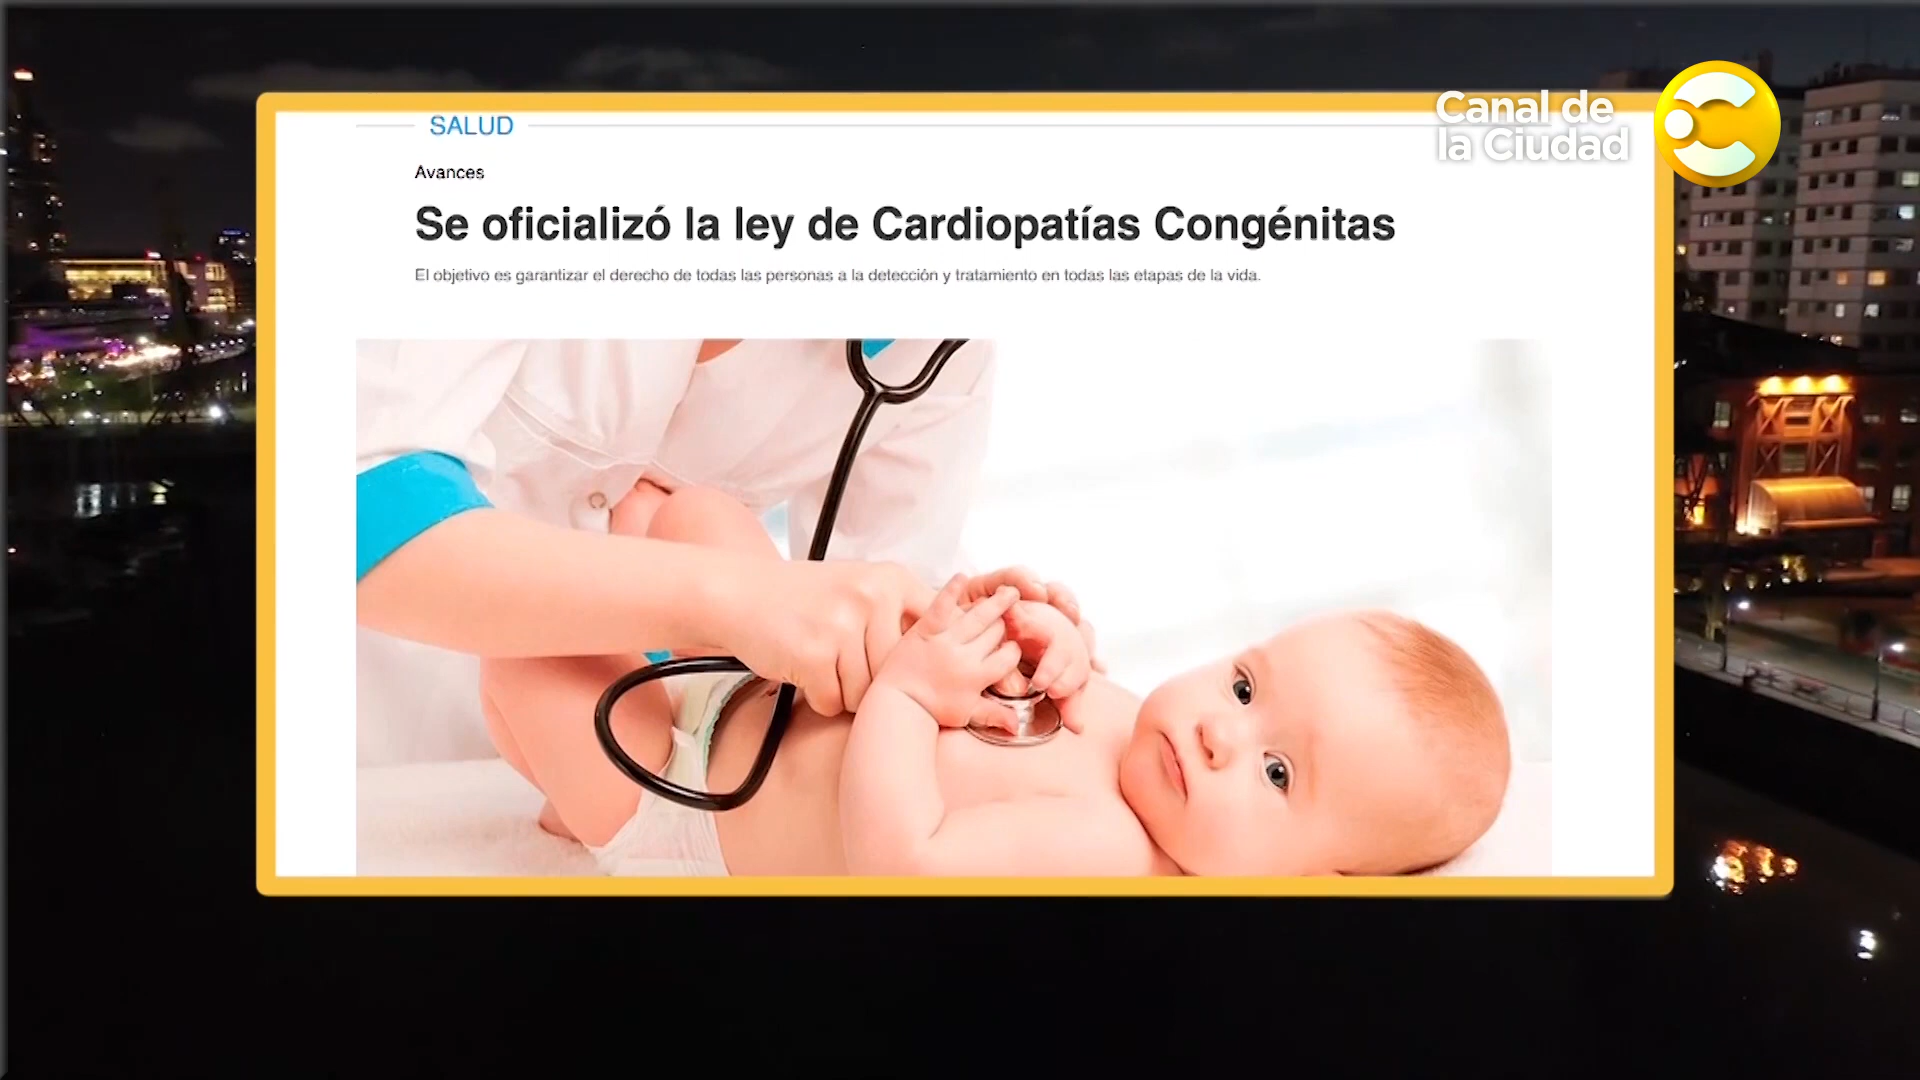 Canal de
la Ciudad
SALUD
Avances
Se oficializó la ley de Cardiopatías Congénitas
El objetivo es garantizar el derecho de todas las personas a la detección y tratamiento en todas las etapas de la vida.